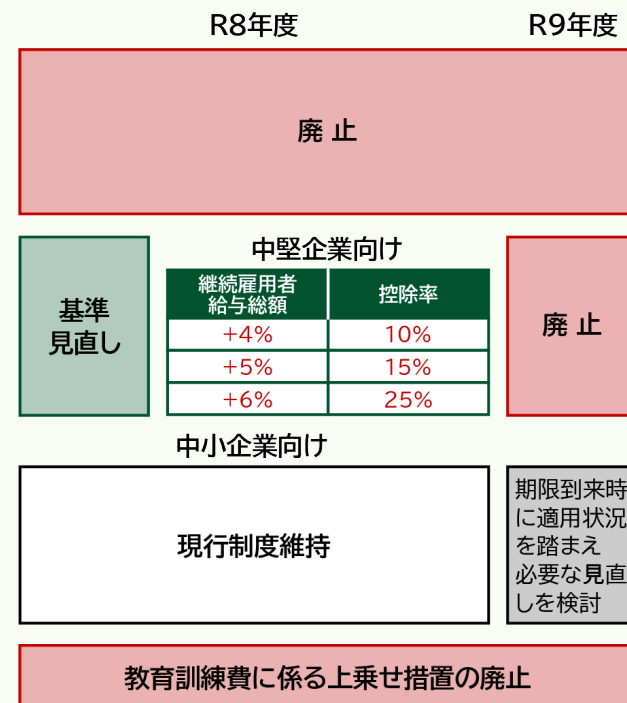 R8年度
R9年度
廃 止
基準
見直し
中堅企業向け
継続雇用者
給与総額
控除率
+4%
10%
+5%
15%
+6%
25%
廃 止
中小企業向け
現行制度維持
期限到来時
に適用状況
を踏まえ
必要な見直
しを検討
教育訓練費に係る上乗せ措置の廃止